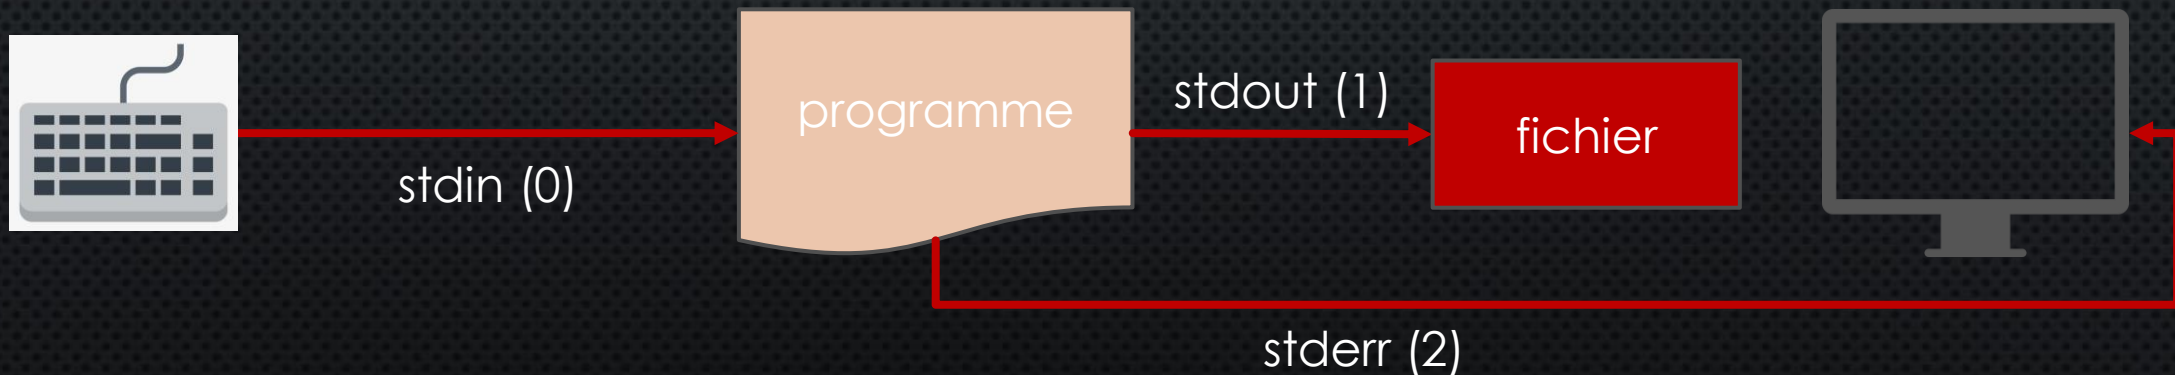 stdin (0)
programme
stdout (1)
fichier
stderr (2)